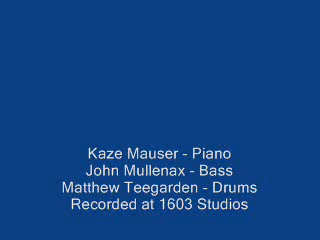 Kaze Mauser - Piano
John Mullenax - Bass
Matthew Teegarden - Drums
Recorded at 1603 Studios